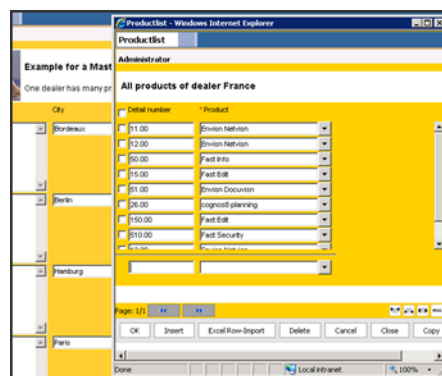 Productlist - Windows Internet Explorer
Productlist
Administrator
Example for a Mast
One dealer has many pr
City
Bordeaux
Berlin
Hamburg
Paris
All products of dealer France
Detail number * Product
11.00 Envisn Netvisn
12.00 Envisn Netvisn
50.00 Fast Info
15.00 Fast Edit
51.00 Envisn Docuvisn
26.00 cognos8 planning
150.00 Fast Edit
510.00 Fast Security
Page: 1/1
OK Insert Excel Row-Import Delete Cancel Close Copy
Done Local intranet 100%